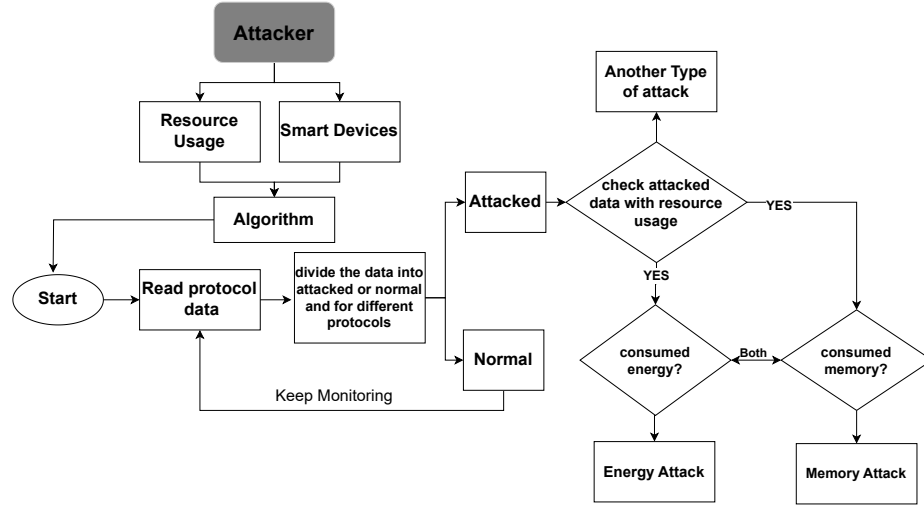 Attacker
Resource
Usage
Smart Devices
Algorithm
Start
Read protocol
data
divide the data into
attacked or normal
and for different
protocols
Attacked
Normal
Keep Monitoring
Another Type
of attack
check attacked
data with resource
usage
YES
YES
consumed
energy?
Both
consumed
memory?
Energy Attack
Memory Attack